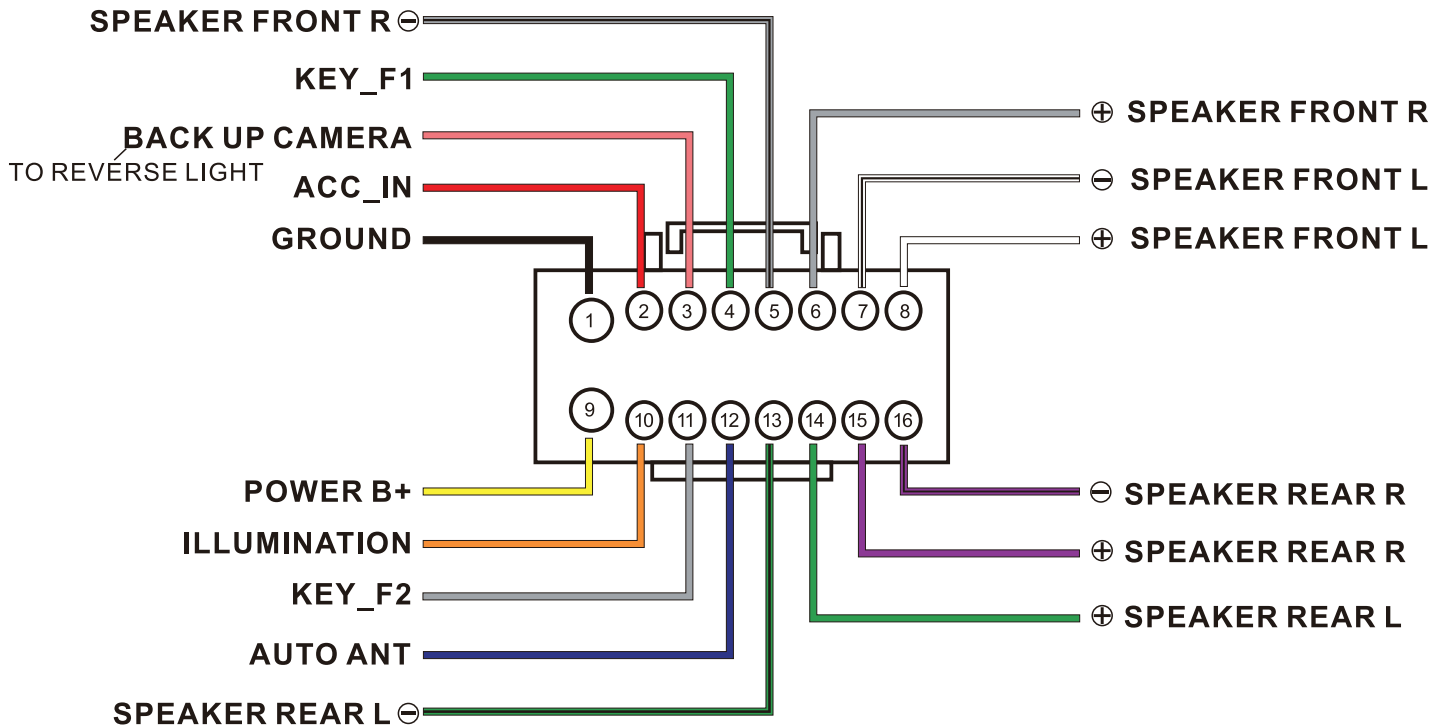 SPEAKER FRONT R ⊖
KEY_F1
BACK UP CAMERA
TO REVERSE LIGHT
ACC_IN
GROUND
⊕ SPEAKER FRONT R
⊖ SPEAKER FRONT L
⊕ SPEAKER FRONT L
1 2 3 4 5 6 7 8
9 10 11 12 13 14 15 16
POWER B+
ILLUMINATION
KEY_F2
AUTO ANT
SPEAKER REAR L ⊖
⊖ SPEAKER REAR R
⊕ SPEAKER REAR R
⊕ SPEAKER REAR L